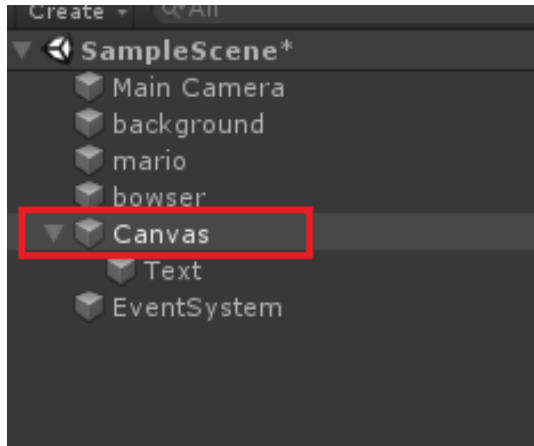 Create All
SampleScene*
Main Camera
background
mario
bowser
Canvas
Text
EventSystem